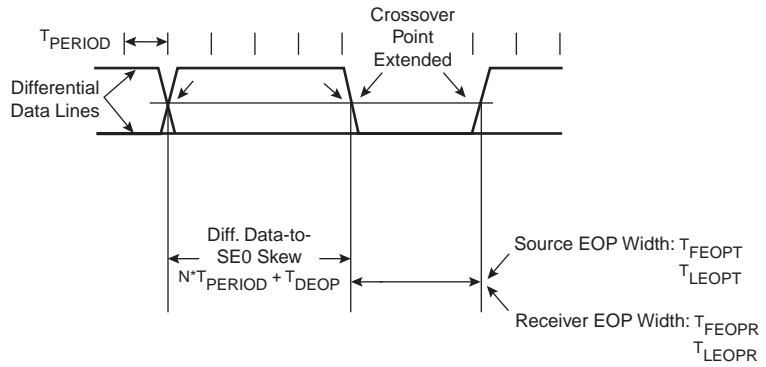 Crossover
Point
Extended
TPERIOD
Differential
Data Lines
Diff. Data-to-
SE0 Skew
N*TPERIOD + TDEOP
Source EOP Width: TFEOPT
TLEOPT
Receiver EOP Width: TFEOPR
TLEOPR